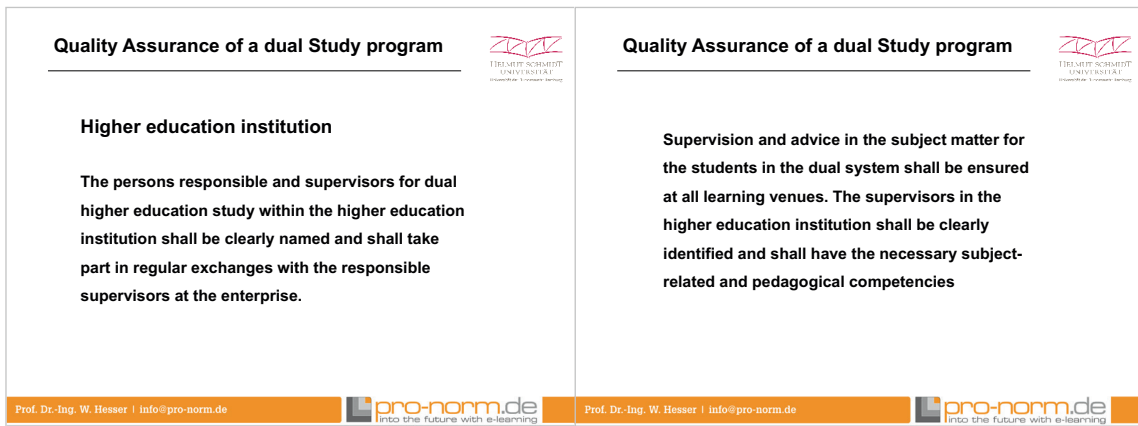 Quality Assurance of a dual Study program
HELMUT SCHMIDT
UNIVERSITÄT
Higher education institution
The persons responsible and supervisors for dual
higher education study within the higher education
institution shall be clearly named and shall take
part in regular exchanges with the responsible
supervisors at the enterprise.
Prof. Dr.-Ing. W. Hesser | info@pro-norm.de
pro-norm.de
into the future with e-learning
Quality Assurance of a dual Study program
HELMUT SCHMIDT
UNIVERSITÄT
Supervision and advice in the subject matter for
the students in the dual system shall be ensured
at all learning venues. The supervisors in the
higher education institution shall be clearly
identified and shall have the necessary subject-
related and pedagogical competencies
Prof. Dr.-Ing. W. Hesser | info@pro-norm.de
pro-norm.de
into the future with e-learning